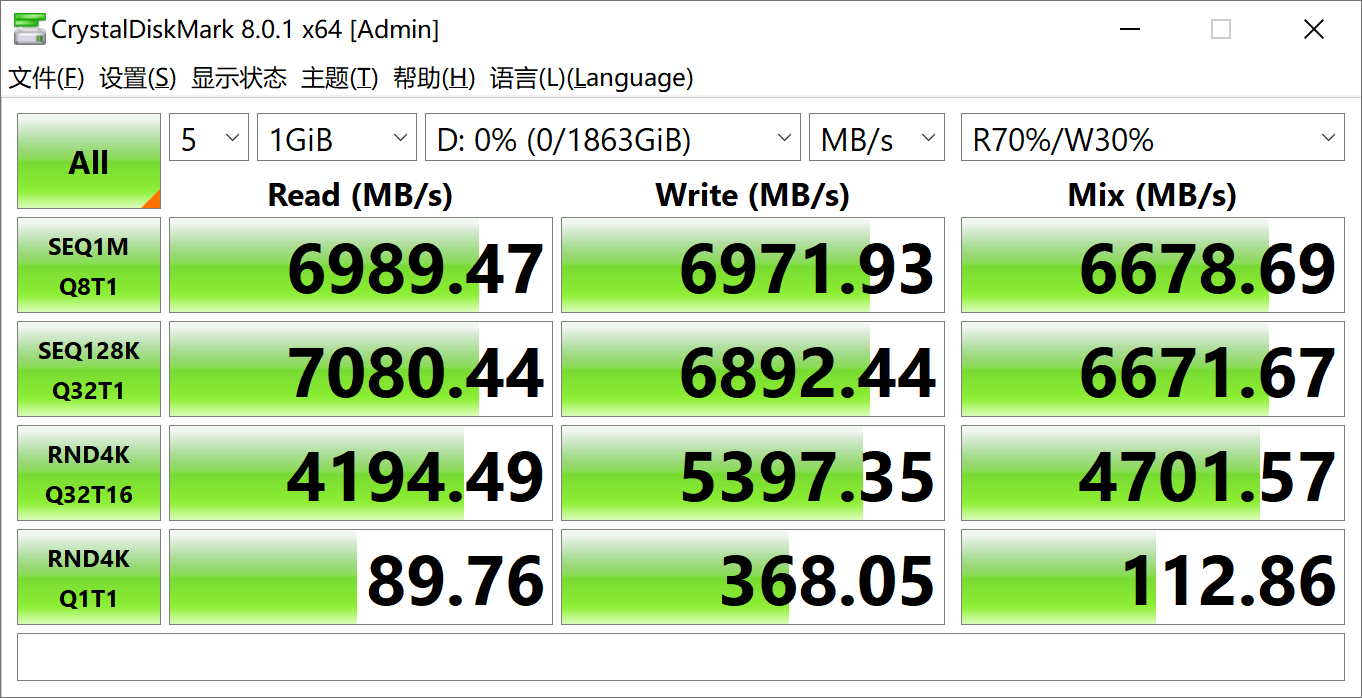 CrystalDiskMark 8.0.1 x64 [Admin]
文件(F) 设置(S) 显示状态 主题(T) 帮助(H) 语言(L)(Language)
All 5 1GiB D: 0% (0/1863GiB) MB/s R70%/W30%
Read (MB/s) Write (MB/s) Mix (MB/s)
SEQ1M
Q8T1 6989.47 6971.93 6678.69
SEQ128K
Q32T1 7080.44 6892.44 6671.67
RND4K
Q32T16 4194.49 5397.35 4701.57
RND4K
Q1T1 89.76 368.05 112.86